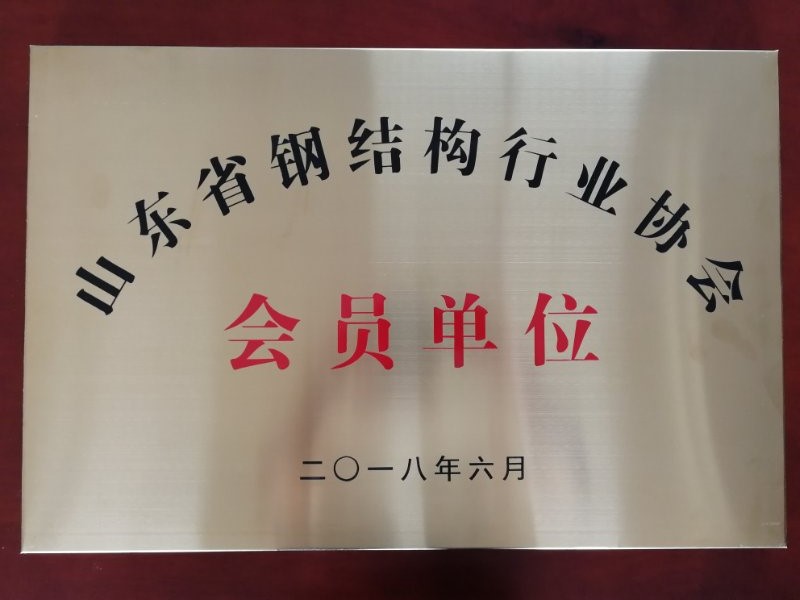 山东省钢结构行业协会
会员单位
二〇一八年六月